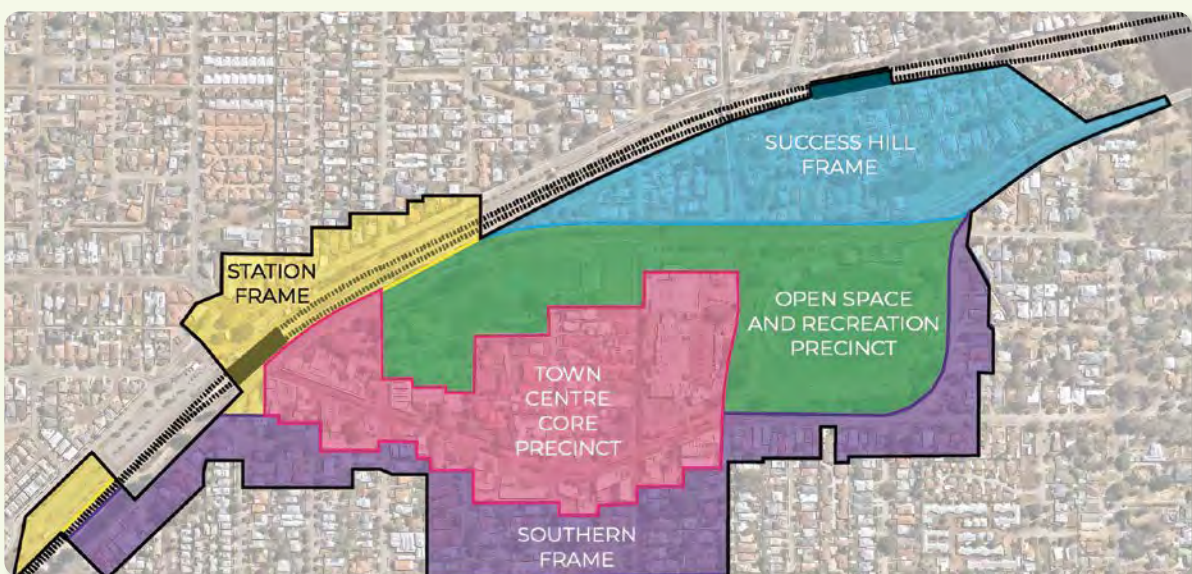 SUCCESS HILL
FRAME
STATION
FRAME
OPEN SPACE
AND RECREATION
PRECINCT
TOWN
CENTRE
CORE
PRECINCT
SOUTHERN
FRAME